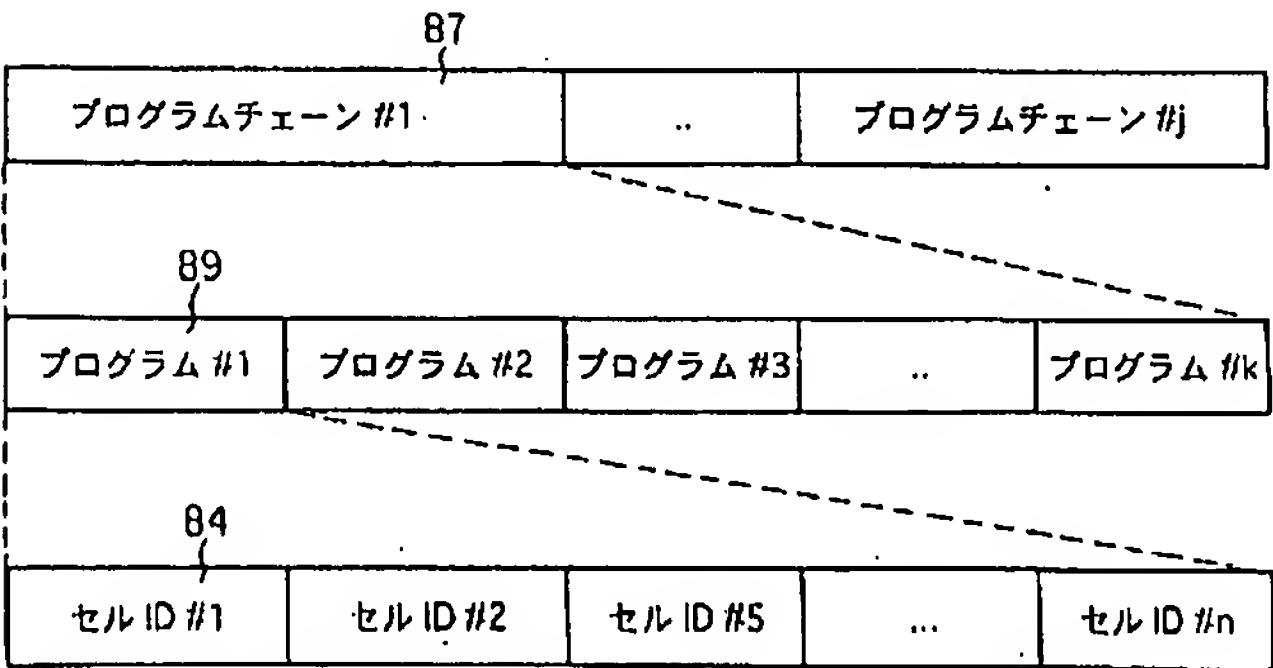 87
プログラムチェーン #1 .. プログラムチェーン #j
89
プログラム #1 プログラム #2 プログラム #3 .. プログラム #k
84
セル ID #1 セル ID #2 セル ID #5 ... セル ID #n